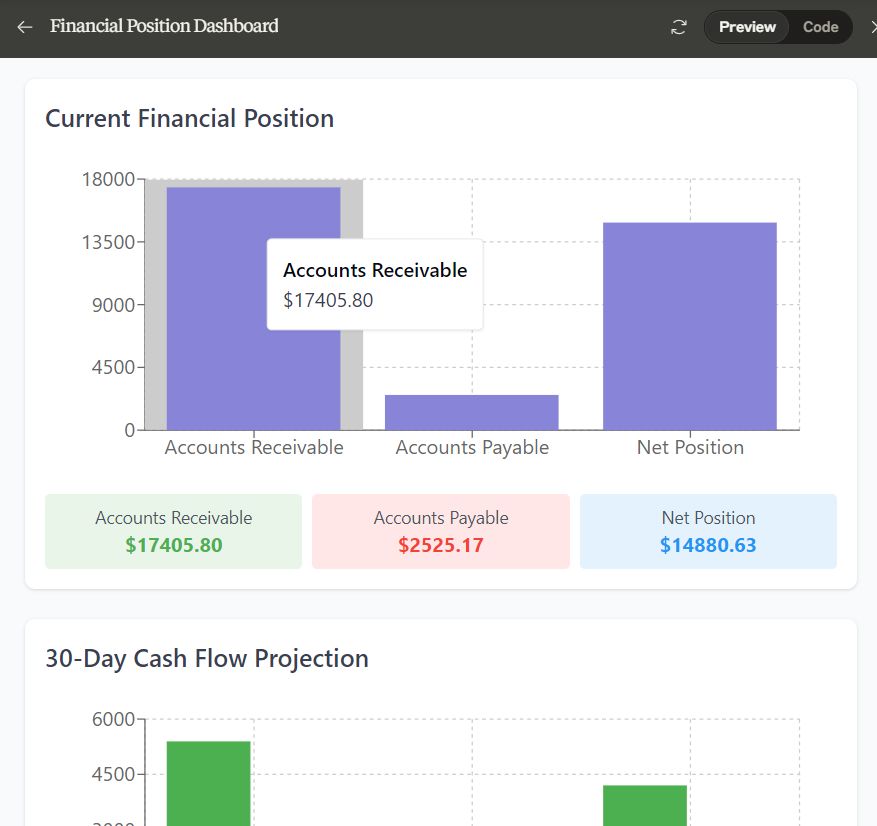 Financial Position Dashboard
Preview
Code
Current Financial Position
18000
13500
9000
4500
0
Accounts Receivable
$17405.80
Accounts Receivable
Accounts Payable
Net Position
Accounts Receivable
$17405.80
Accounts Payable
$2525.17
Net Position
$14880.63
30-Day Cash Flow Projection
6000
4500